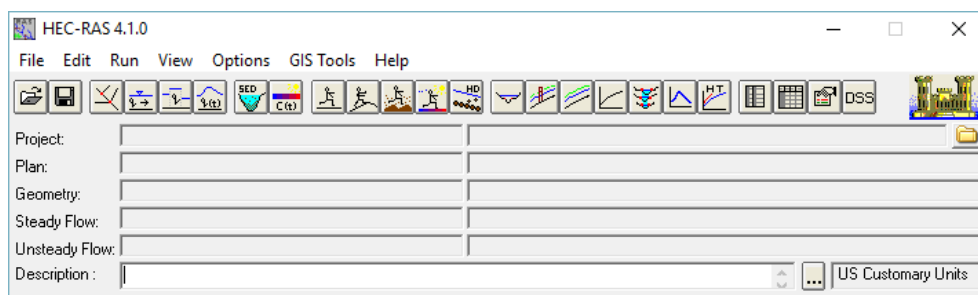 HEC-RAS 4.1.0
File Edit Run View Options GIS Tools Help
SED C(t) HD HT DSS
Project:
Plan:
Geometry:
Steady Flow:
Unsteady Flow:
Description : ... US Customary Units